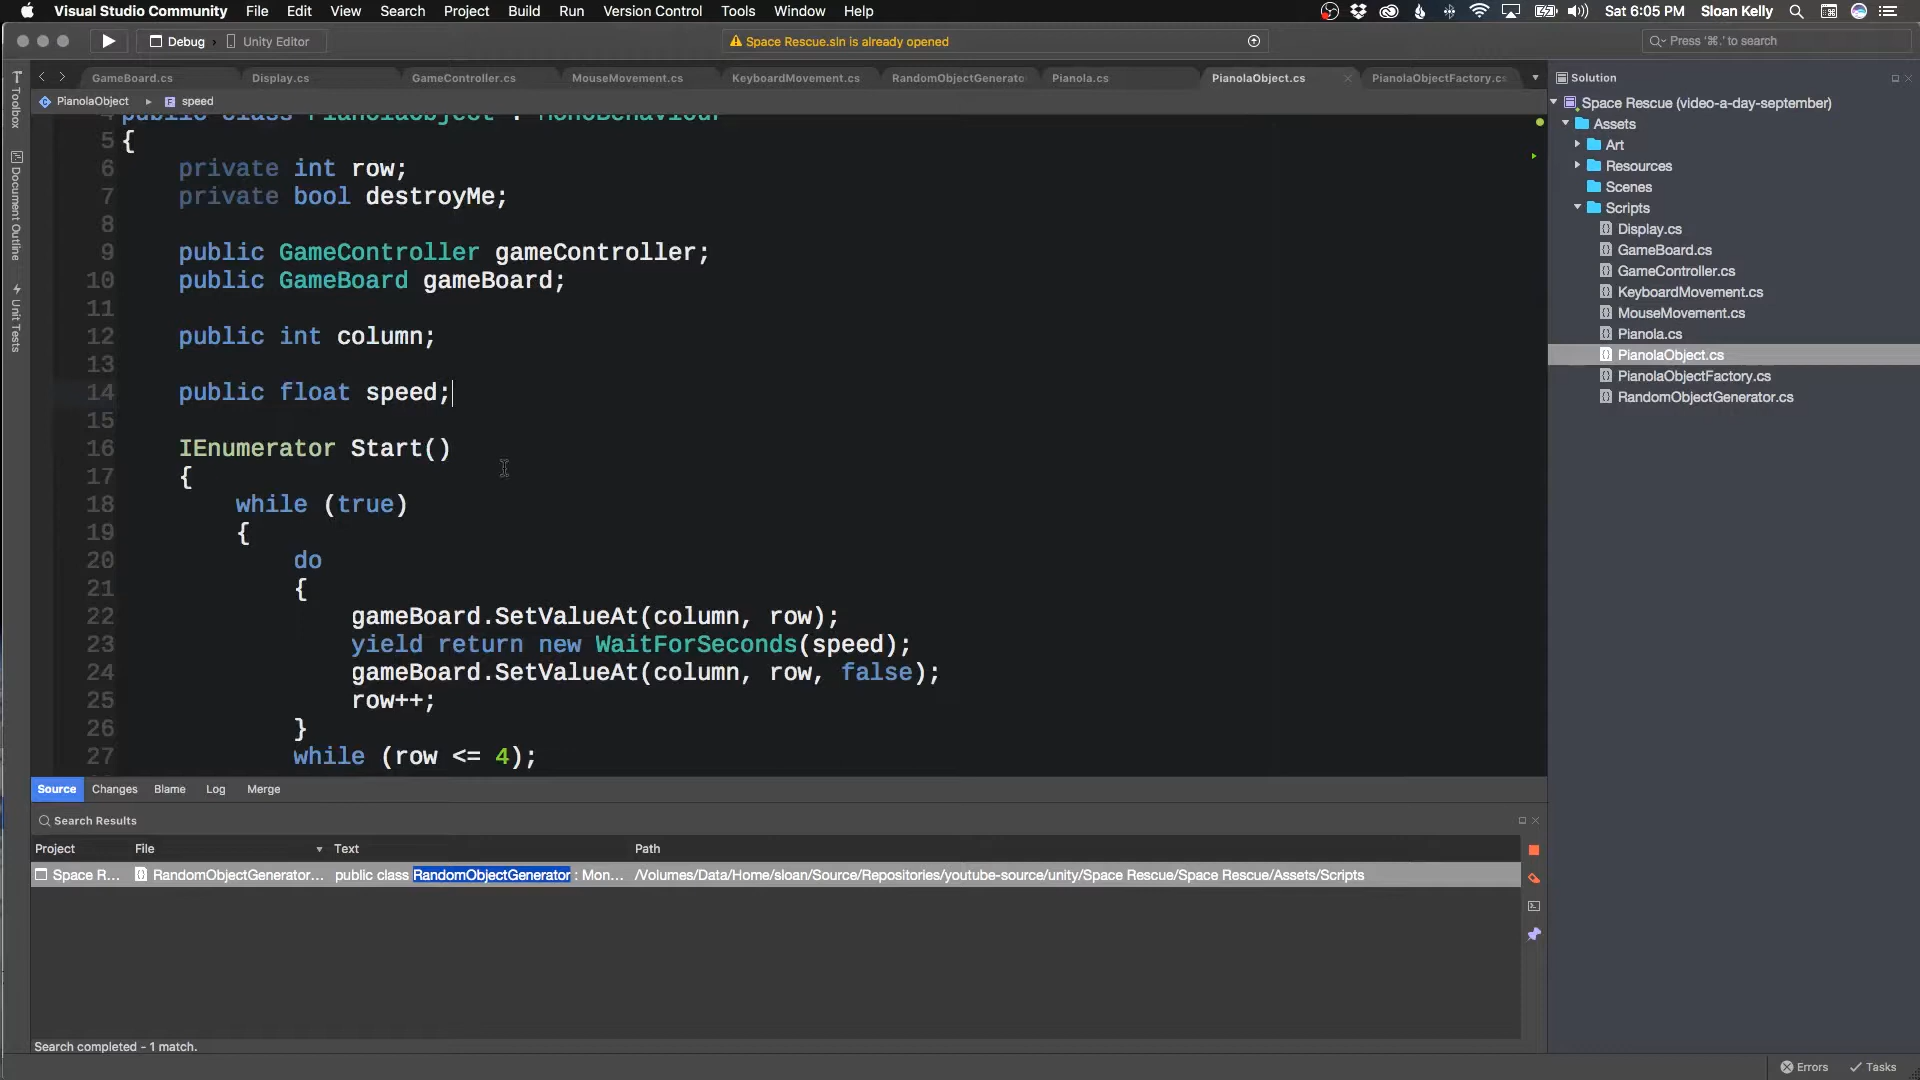 Visual Studio Community File Edit View Search Project Build Run Version Control Tools Window Help Sat 6:05 PM Sloan Kelly
Debug Unity Editor Space Rescue.sln is already opened Press '⌘.' to search
GameBoard.cs Display.cs GameController.cs MouseMovement.cs KeyboardMovement.cs RandomObjectGenerato Pianola.cs PianolaObject.cs PianolaObjectFactory.cs
PianolaObject speed
4 public class PianolaObject : MonoBehaviour
5 {
6 private int row;
7 private bool destroyMe;
8
9 public GameController gameController;
10 public GameBoard gameBoard;
11
12 public int column;
13
14 public float speed;
15
16 IEnumerator Start()
17 {
18 while (true)
19 {
20 do
21 {
22 gameBoard.SetValueAt(column, row);
23 yield return new WaitForSeconds(speed);
24 gameBoard.SetValueAt(column, row, false);
25 row++;
26 }
27 while (row <= 4);
Toolbox
Document Outline
Unit Tests
Solution
Space Rescue (video-a-day-september)
Assets
Art
Resources
Scenes
Scripts
Display.cs
GameBoard.cs
GameController.cs
KeyboardMovement.cs
MouseMovement.cs
Pianola.cs
PianolaObject.cs
PianolaObjectFactory.cs
RandomObjectGenerator.cs
Source Changes Blame Log Merge
Search Results
Project File Text Path
Space R... RandomObjectGenerator... public class RandomObjectGenerator : Mon... /Volumes/Data/Home/sloan/Source/Repositories/youtube-source/unity/Space Rescue/Space Rescue/Assets/Scripts
Search completed - 1 match.
Errors Tasks